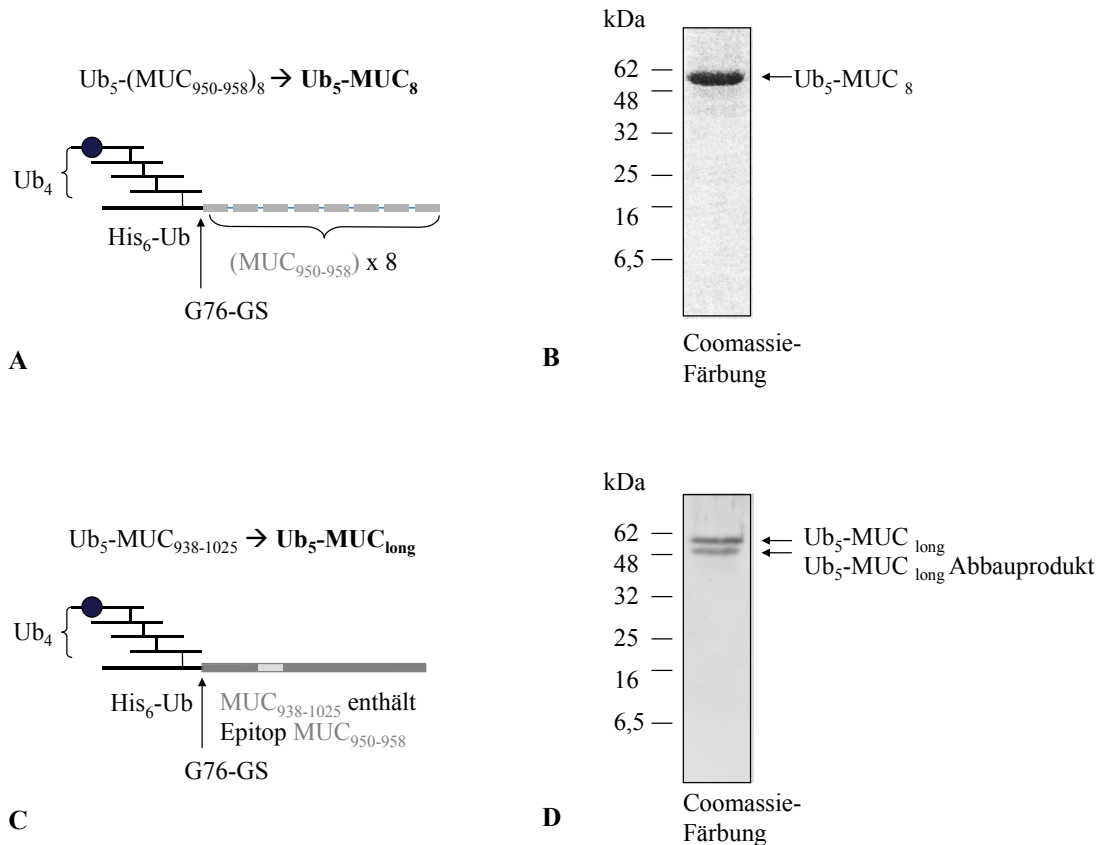 Ub5-(MUC950-958)8 → Ub5-MUC8
Ub4
His6-Ub
(MUC950-958) x 8
G76-GS
A
kDa
62
48
32
25
16
6,5
Ub5-MUC 8
Coomassie-
Färbung
B
Ub5-MUC938-1025 → Ub5-MUClong
Ub4
His6-Ub
MUC938-1025 enthält
Epitop MUC950-958
G76-GS
C
kDa
62
48
32
25
16
6,5
Ub5-MUC long
Ub5-MUC long Abbauprodukt
Coomassie-
Färbung
D